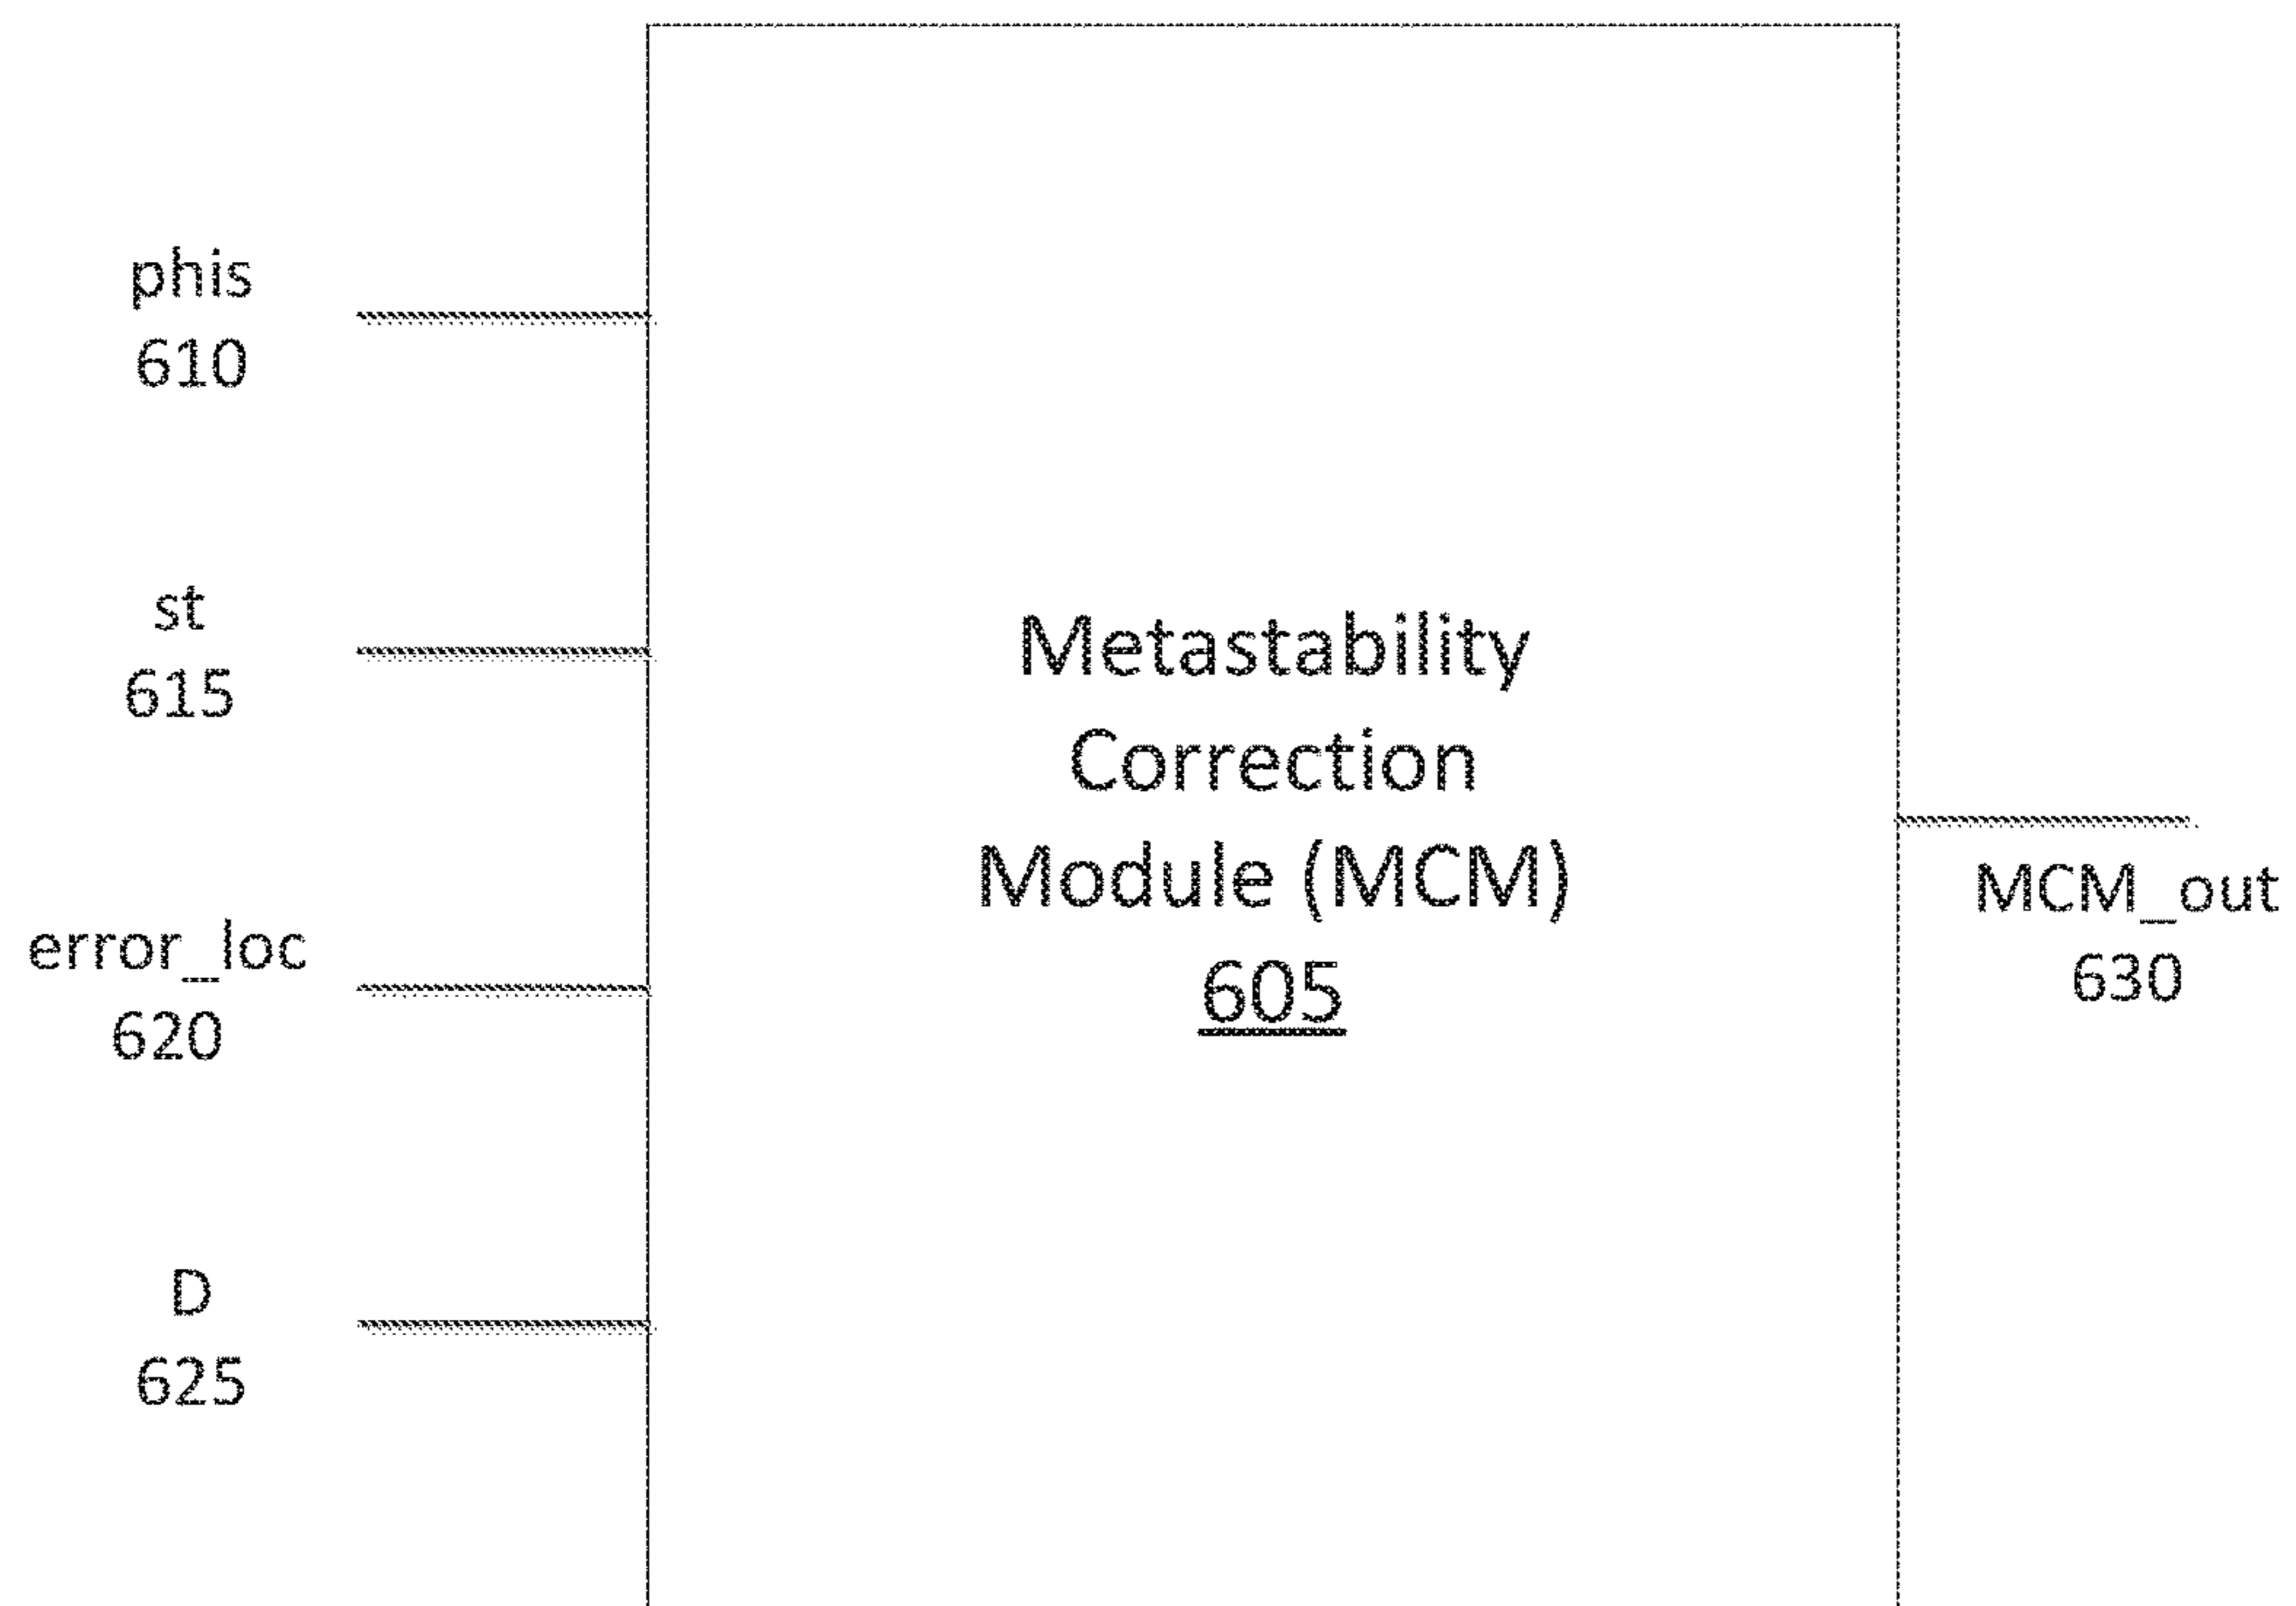 phis
610
st
615
error_loc
620
D
625
Metastability
Correction
Module (MCM)
605
MCM_out
630